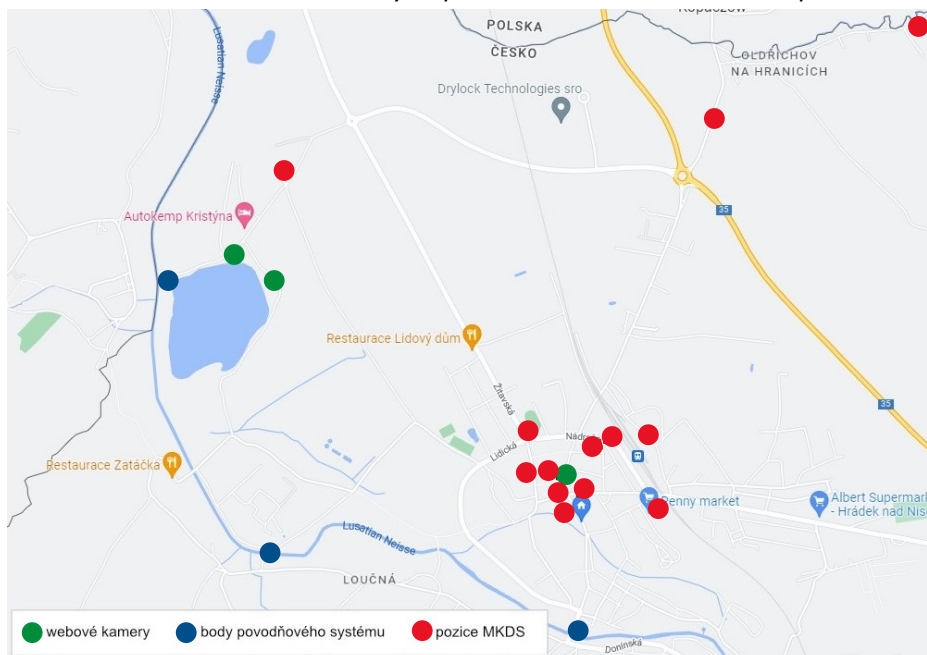 Kopaczów
POLSKA
ČESKO
Lusatian Neisse
OLDŘICHOV
NA HRANICÍCH
Drylock Technologies sro
Autokemp Kristýna
35
Restaurace Lidový dům
Žitavská
35
Lidická
Restaurace Zatáčka
Penny market
Albert Supermark
- Hrádek nad Niso
Lusatian Neisse
LOUČNÁ
Donínská
webové kamery
body povodňového systému
pozice MKDS